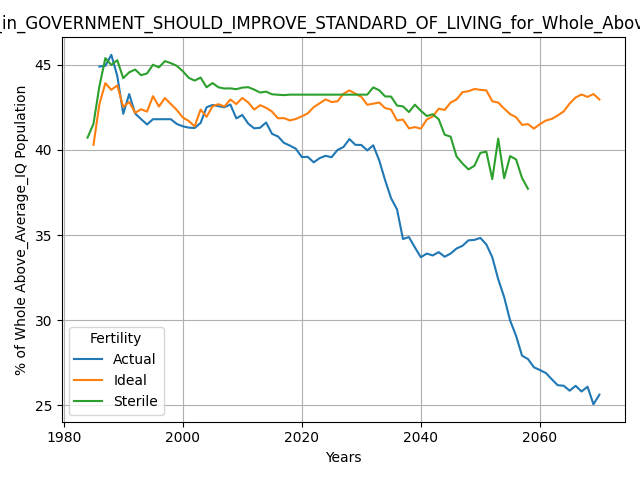 _in_GOVERNMENT_SHOULD_IMPROVE_STANDARD_OF_LIVING_for_Whole_Abov
% of Whole Above_Average_IQ Population
45
40
35
30
25
Fertility
Actual
Ideal
Sterile
1980
2000
2020
2040
2060
Years